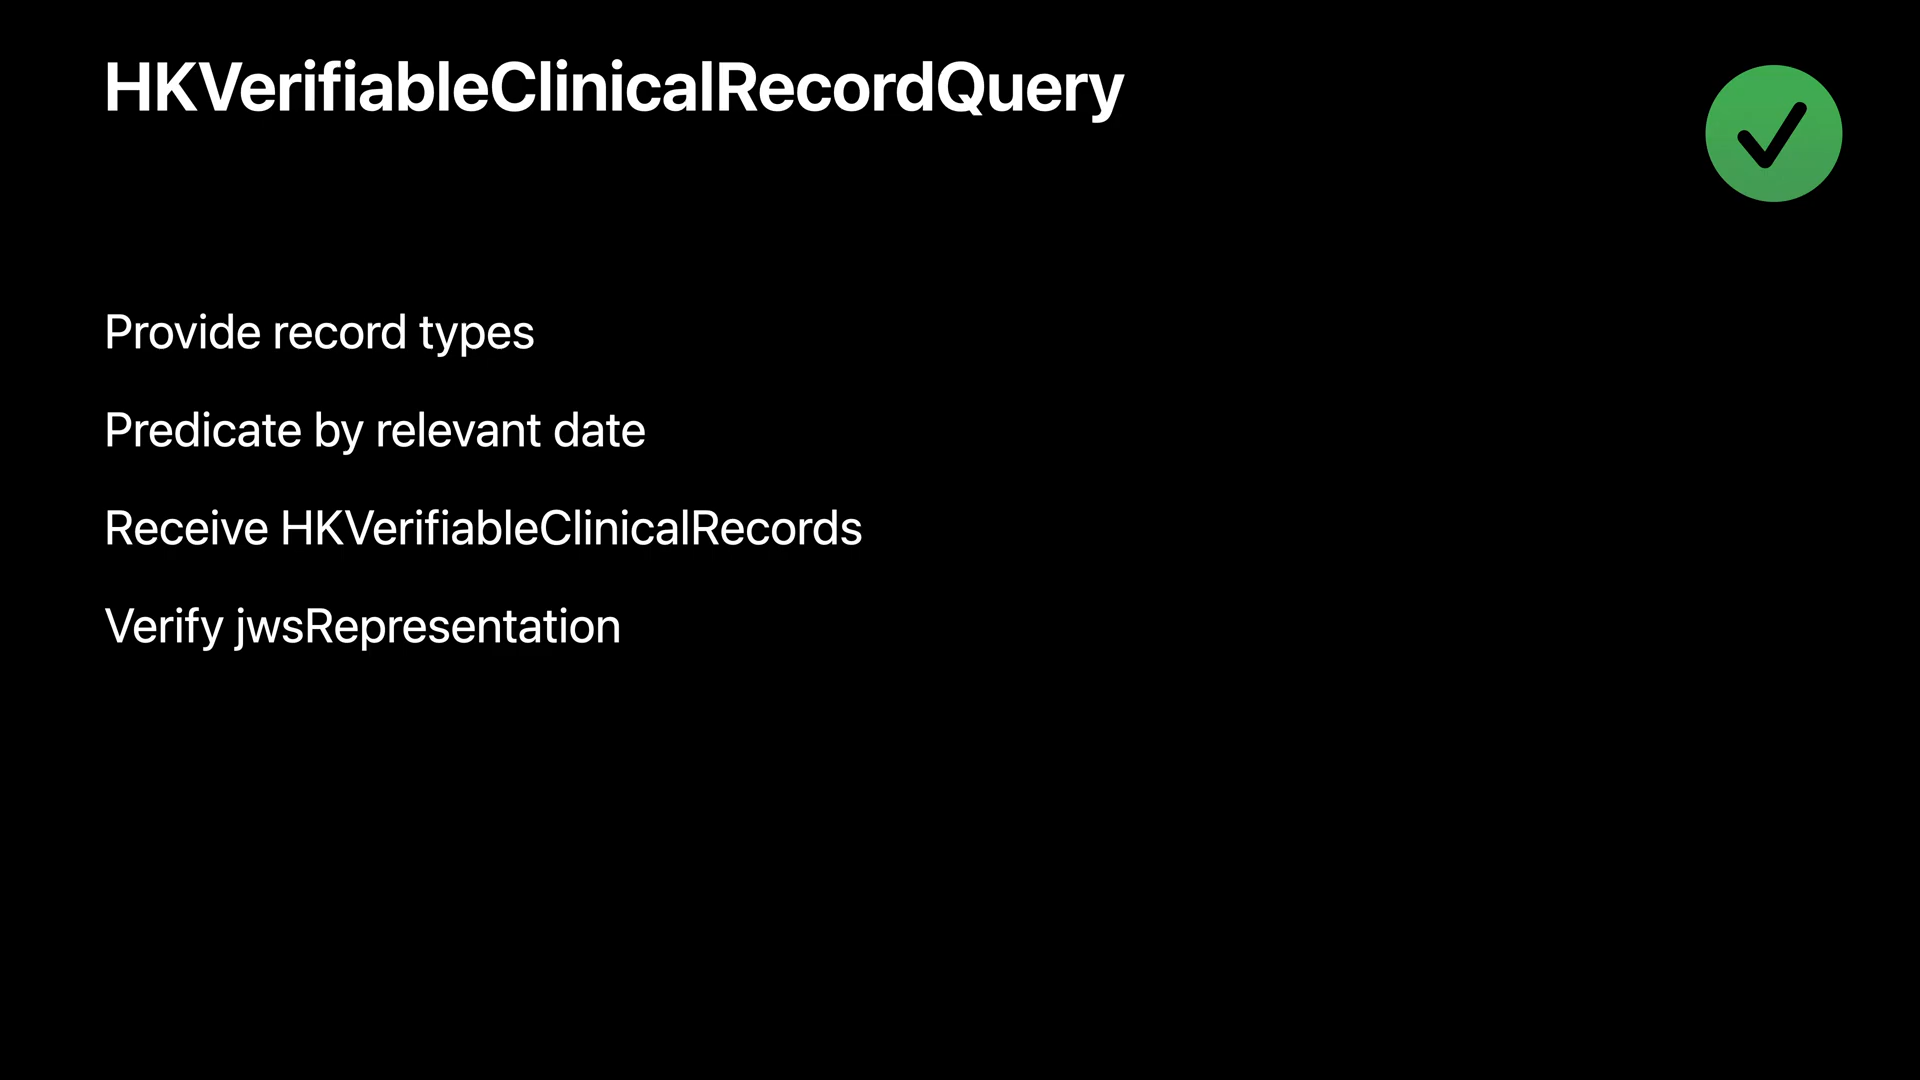 HKVerifiableClinicalRecordQuery
Provide record types
Predicate by relevant date
Receive HKVerifiableClinicalRecords
Verify jwsRepresentation